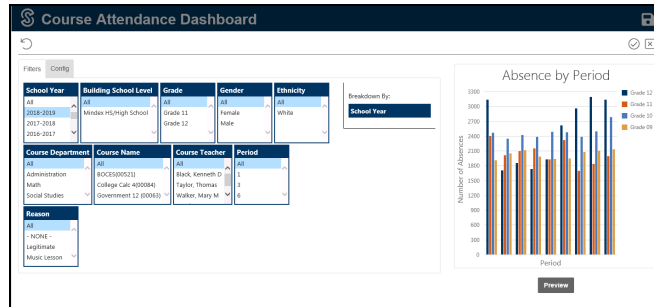 Course Attendance Dashboard
Filters Config
School Year Building School Level Grade Gender Ethnicity
All All All All All
2018-2019 Mindex HS/High School Grade 11 Female White
2017-2018 Grade 12 Male
2016-2017
Breakdown By:
School Year
Course Department Course Name Course Teacher Period
All All All All
Administration BOCES(00521) Black, Kenneth D 1
Math College Calc 4(00084) Taylor, Thomas 3
Social Studies Government 12 (00063) Walker, Mary M 6
Reason
All
- NONE -
Legitimate
Music Lesson
Absence by Period
Number of Absences
3300
3000
2700
2400
2100
1800
1500
1200
900
600
300
0
Period
Grade 12
Grade 11
Grade 10
Grade 09
Preview